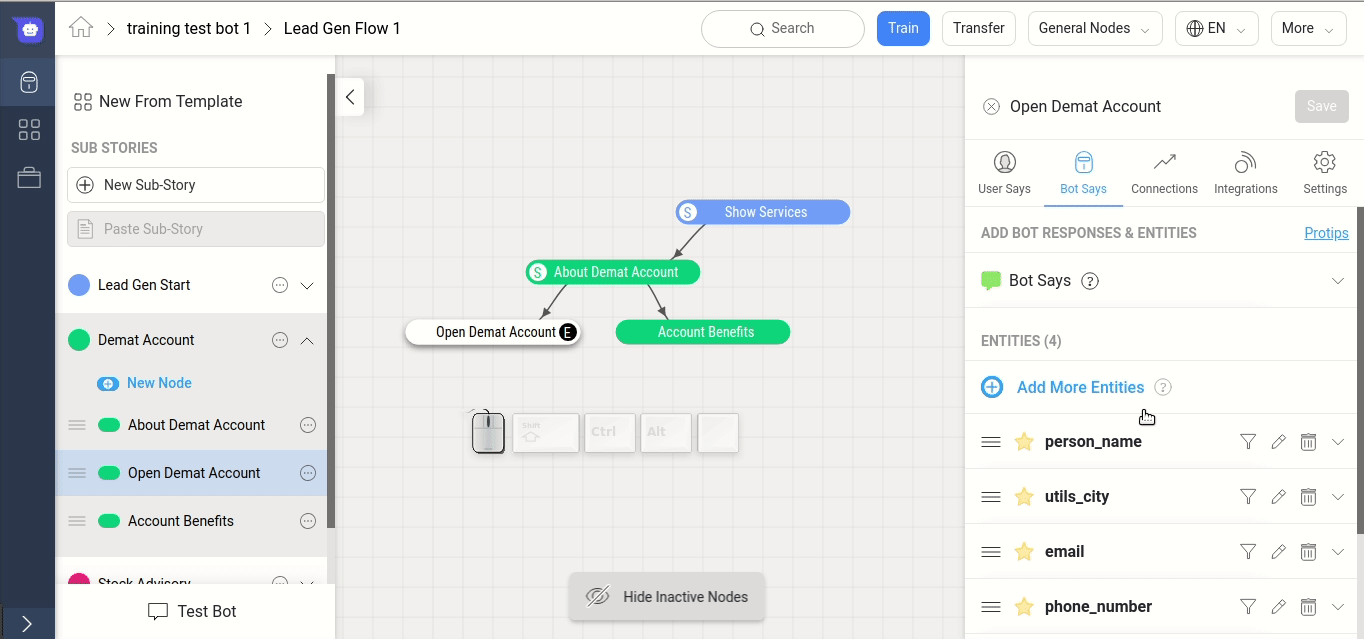 training test bot 1
Lead Gen Flow 1
Search
Train
Transfer
General Nodes
EN
More
New From Template
SUB STORIES
New Sub-Story
Paste Sub-Story
Lead Gen Start
Demat Account
New Node
About Demat Account
Open Demat Account
Account Benefits
Stock Advisory
Test Bot
S Show Services
S About Demat Account
Open Demat Account E
Account Benefits
Shift
Ctrl
Alt
Hide Inactive Nodes
Open Demat Account
Save
User Says
Bot Says
Connections
Integrations
Settings
ADD BOT RESPONSES & ENTITIES
Protips
Bot Says ?
ENTITIES (4)
Add More Entities ?
person_name
utils_city
email
phone_number